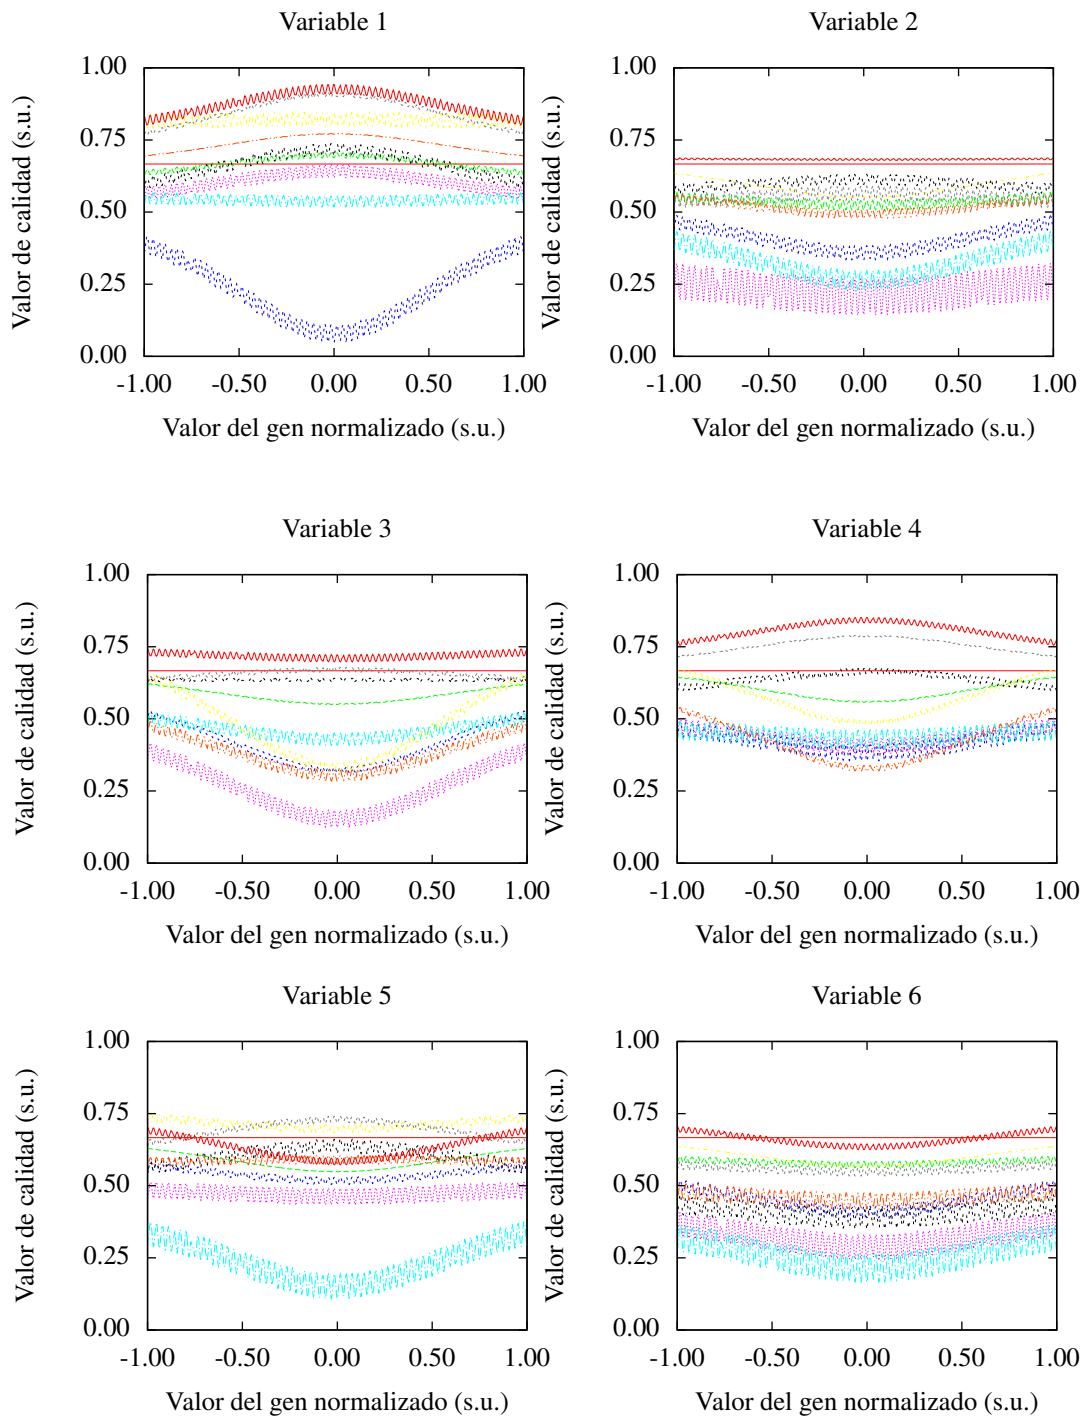 Variable 1
Valor de calidad (s.u.)
1.00
0.75
0.50
0.25
0.00
-1.00 -0.50 0.00 0.50 1.00
Valor del gen normalizado (s.u.)
Variable 2
Valor de calidad (s.u.)
1.00
0.75
0.50
0.25
0.00
-1.00 -0.50 0.00 0.50 1.00
Valor del gen normalizado (s.u.)
Variable 3
Valor de calidad (s.u.)
1.00
0.75
0.50
0.25
0.00
-1.00 -0.50 0.00 0.50 1.00
Valor del gen normalizado (s.u.)
Variable 4
Valor de calidad (s.u.)
1.00
0.75
0.50
0.25
0.00
-1.00 -0.50 0.00 0.50 1.00
Valor del gen normalizado (s.u.)
Variable 5
Valor de calidad (s.u.)
1.00
0.75
0.50
0.25
0.00
-1.00 -0.50 0.00 0.50 1.00
Valor del gen normalizado (s.u.)
Variable 6
Valor de calidad (s.u.)
1.00
0.75
0.50
0.25
0.00
-1.00 -0.50 0.00 0.50 1.00
Valor del gen normalizado (s.u.)